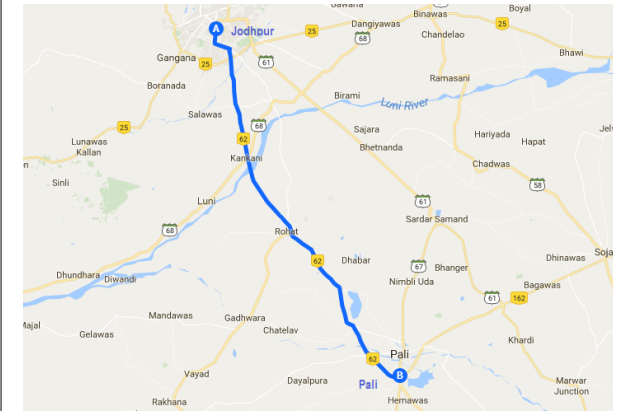 Binawas
Boyal
Dangiyawas
A
Jodhpur
25
68
Chandelao
Bhawi
Gangana
25
61
Ramasani
Boranada
Birami
Luni River
Salawas
25
68
Sajara
62
Hariyada
Hapat
Lunawas
Kallan
Bhetnanda
Kankani
Chadwas
Sinli
58
Luni
61
Sardar Samand
68
Rohat
62
Dhabar
67
Bhanger
Dhinawas
Soja
Dhundhara
Diwandi
Nimbli Uda
Bagawas
61
162
Mandawas
Gadhwara
Chatelav
Gelawas
Khardi
62
Pali
Vayad
Dayalpura
Pali
B
Marwar
Junction
Hemawas
Rakhana